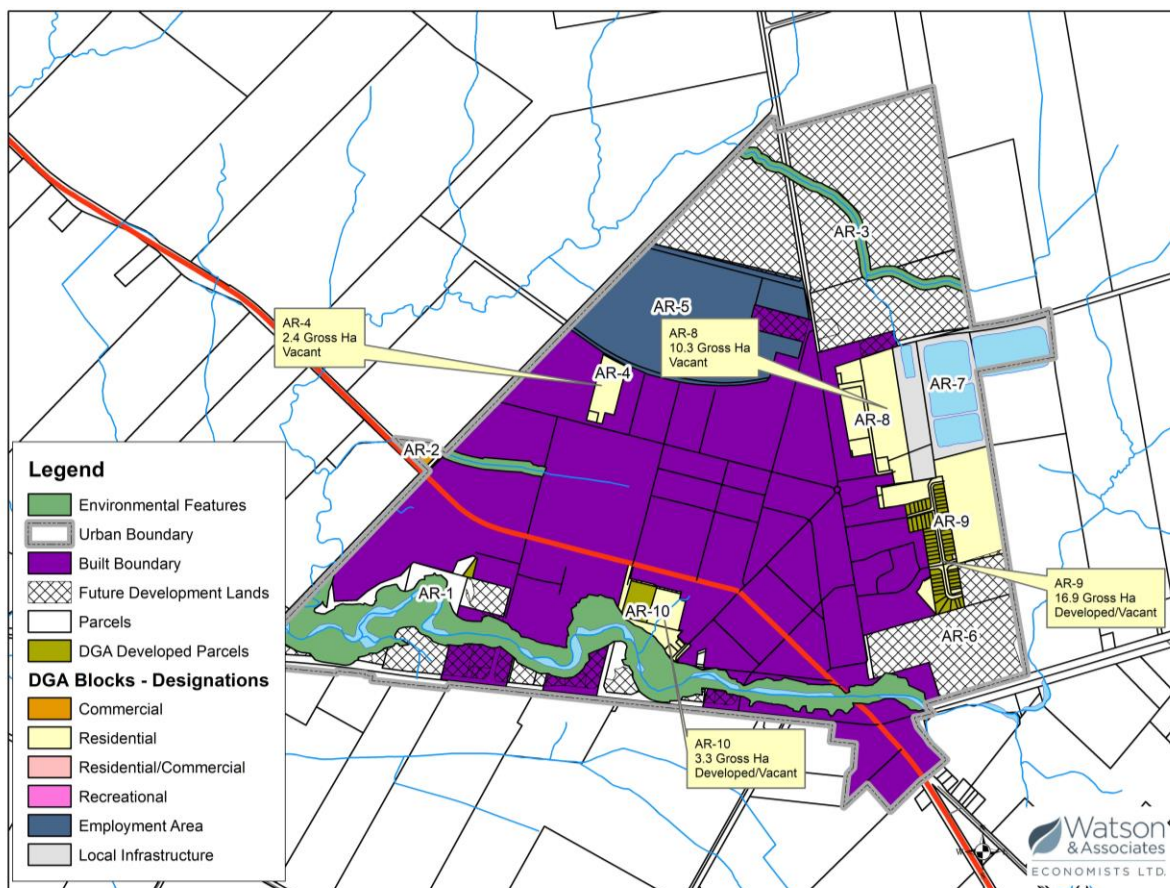 AR-3
AR-5
AR-4
2.4 Gross Ha
Vacant
AR-8
10.3 Gross Ha
Vacant
AR-4
AR-7
AR-8
AR-2
AR-9
AR-9
16.9 Gross Ha
Developed/Vacant
AR-1
AR-10
AR-6
AR-10
3.3 Gross Ha
Developed/Vacant
Legend
Environmental Features
Urban Boundary
Built Boundary
Future Development Lands
Parcels
DGA Developed Parcels
DGA Blocks - Designations
Commercial
Residential
Residential/Commercial
Recreational
Employment Area
Local Infrastructure
Watson
& Associates
ECONOMISTS LTD.